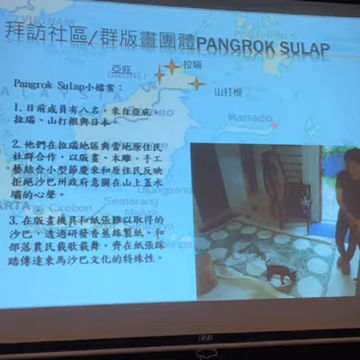 拜訪社區/群版畫團體PANGROK SULAP
亞庇
拉瑙
山打根
Pangrok Sulap小檔案：
1. 目前成員有八名，來自亞庇、
拉瑙、山打根與日本。
2. 他們在拉瑙地區與當地原住民
社群合作，以版畫、木雕、手工
藝結合小型節慶來和原住民反映
拒絕沙巴州政府意圖在山上蓋水
壩的心聲。
3. 在版畫機具和紙張難以取得的
沙巴，透過研發香蕉絲製紙、和
部落農民載歌載舞，齊在紙張踩
踏傳達東馬沙巴文化的特殊性。
Manado
Cirebon
Semarang
Malang